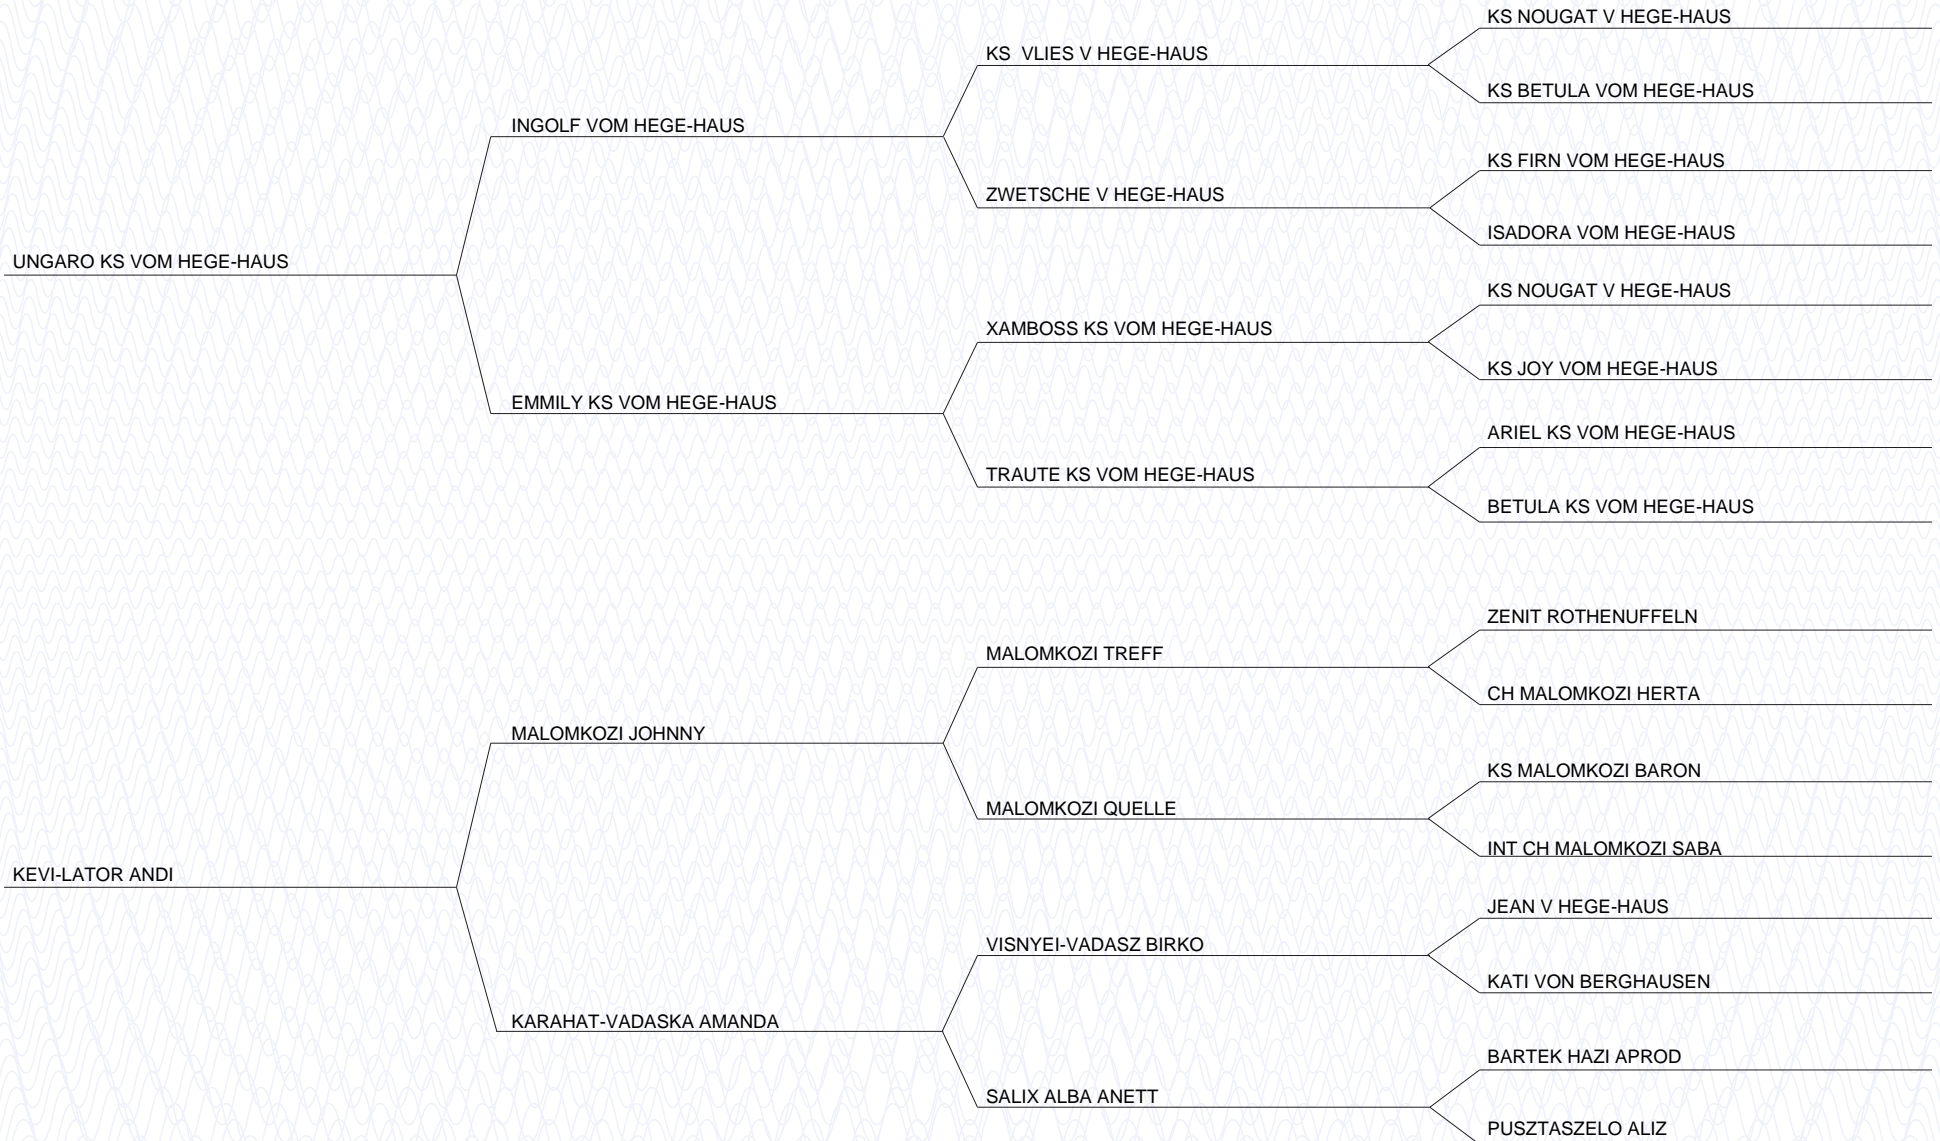 KS NOUGAT V HEGE-HAUS
KS  VLIES V HEGE-HAUS
KS BETULA VOM HEGE-HAUS
INGOLF VOM HEGE-HAUS
KS FIRN VOM HEGE-HAUS
ZWETSCHE V HEGE-HAUS
ISADORA VOM HEGE-HAUS
UNGARO KS VOM HEGE-HAUS
KS NOUGAT V HEGE-HAUS
XAMBOSS KS VOM HEGE-HAUS
KS JOY VOM HEGE-HAUS
EMMILY KS VOM HEGE-HAUS
ARIEL KS VOM HEGE-HAUS
TRAUTE KS VOM HEGE-HAUS
BETULA KS VOM HEGE-HAUS
ZENIT ROTHENUFFELN
MALOMKOZI TREFF
CH MALOMKOZI HERTA
MALOMKOZI JOHNNY
KS MALOMKOZI BARON
MALOMKOZI QUELLE
INT CH MALOMKOZI SABA
KEVI-LATOR ANDI
JEAN V HEGE-HAUS
VISNYEI-VADASZ BIRKO
KATI VON BERGHAUSEN
KARAHAT-VADASKA AMANDA
BARTEK HAZI APROD
SALIX ALBA ANETT
PUSZTASZELO ALIZ